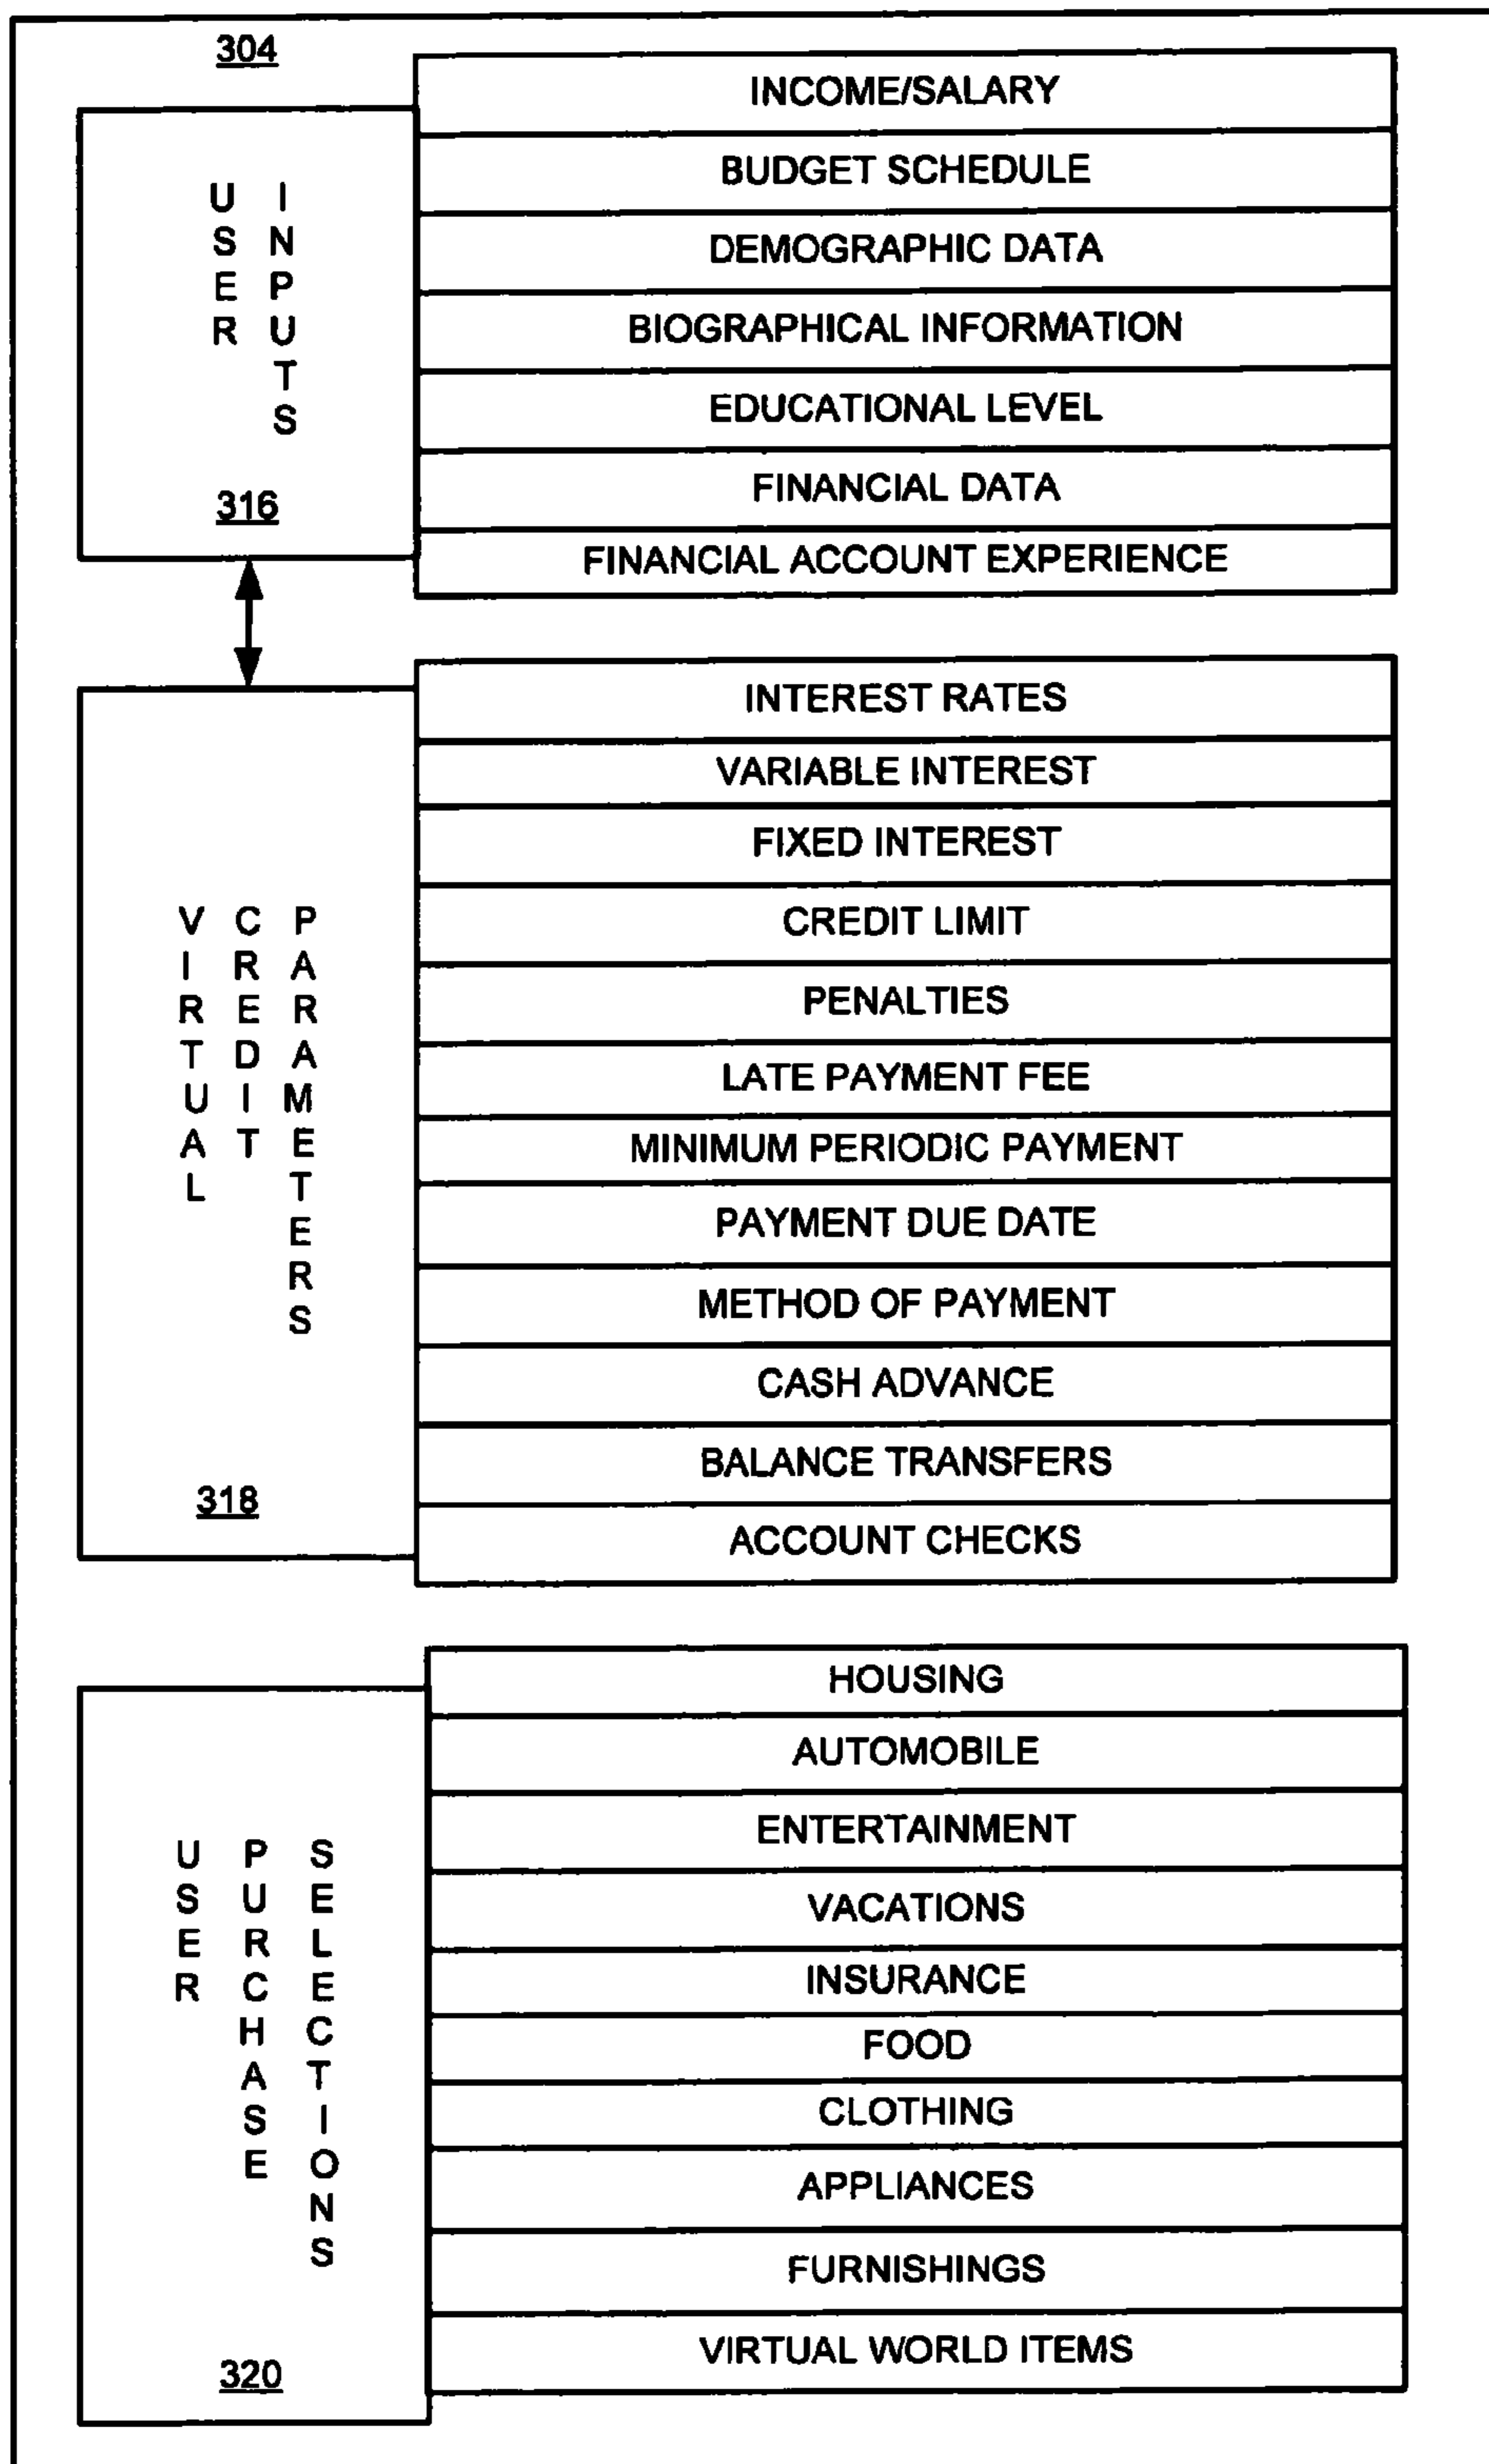 304
USER INPUTS
316
INCOME/SALARY
BUDGET SCHEDULE
DEMOGRAPHIC DATA
BIOGRAPHICAL INFORMATION
EDUCATIONAL LEVEL
FINANCIAL DATA
FINANCIAL ACCOUNT EXPERIENCE
VIRTUAL CREDIT PARAMETERS
318
INTEREST RATES
VARIABLE INTEREST
FIXED INTEREST
CREDIT LIMIT
PENALTIES
LATE PAYMENT FEE
MINIMUM PERIODIC PAYMENT
PAYMENT DUE DATE
METHOD OF PAYMENT
CASH ADVANCE
BALANCE TRANSFERS
ACCOUNT CHECKS
USER PURCHASE SELECTIONS
320
HOUSING
AUTOMOBILE
ENTERTAINMENT
VACATIONS
INSURANCE
FOOD
CLOTHING
APPLIANCES
FURNISHINGS
VIRTUAL WORLD ITEMS